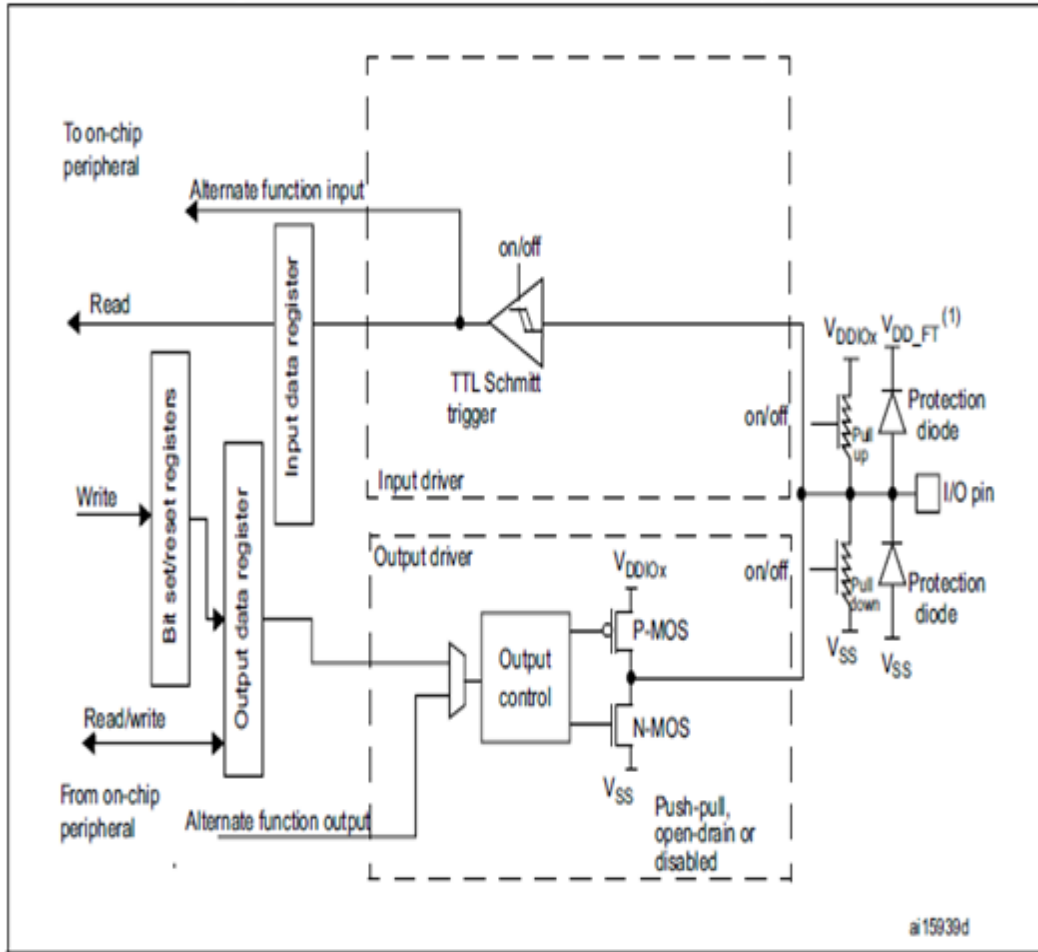 To on-chip
peripheral
Alternate function input
on/off
Read
Input data register
TTL Schmitt
trigger
VDDIOx
VDD_FT (1)
on/off
Pull
up
Protection
diode
Bit set/reset registers
Output data register
Input driver
Write
I/O pin
Output driver
VDDIOx
on/off
Pull
down
Protection
diode
P-MOS
Output
control
VSS
VSS
Read/write
N-MOS
VSS
From on-chip
peripheral
Alternate function output
Push-pull,
open-drain or
disabled
ai15939d